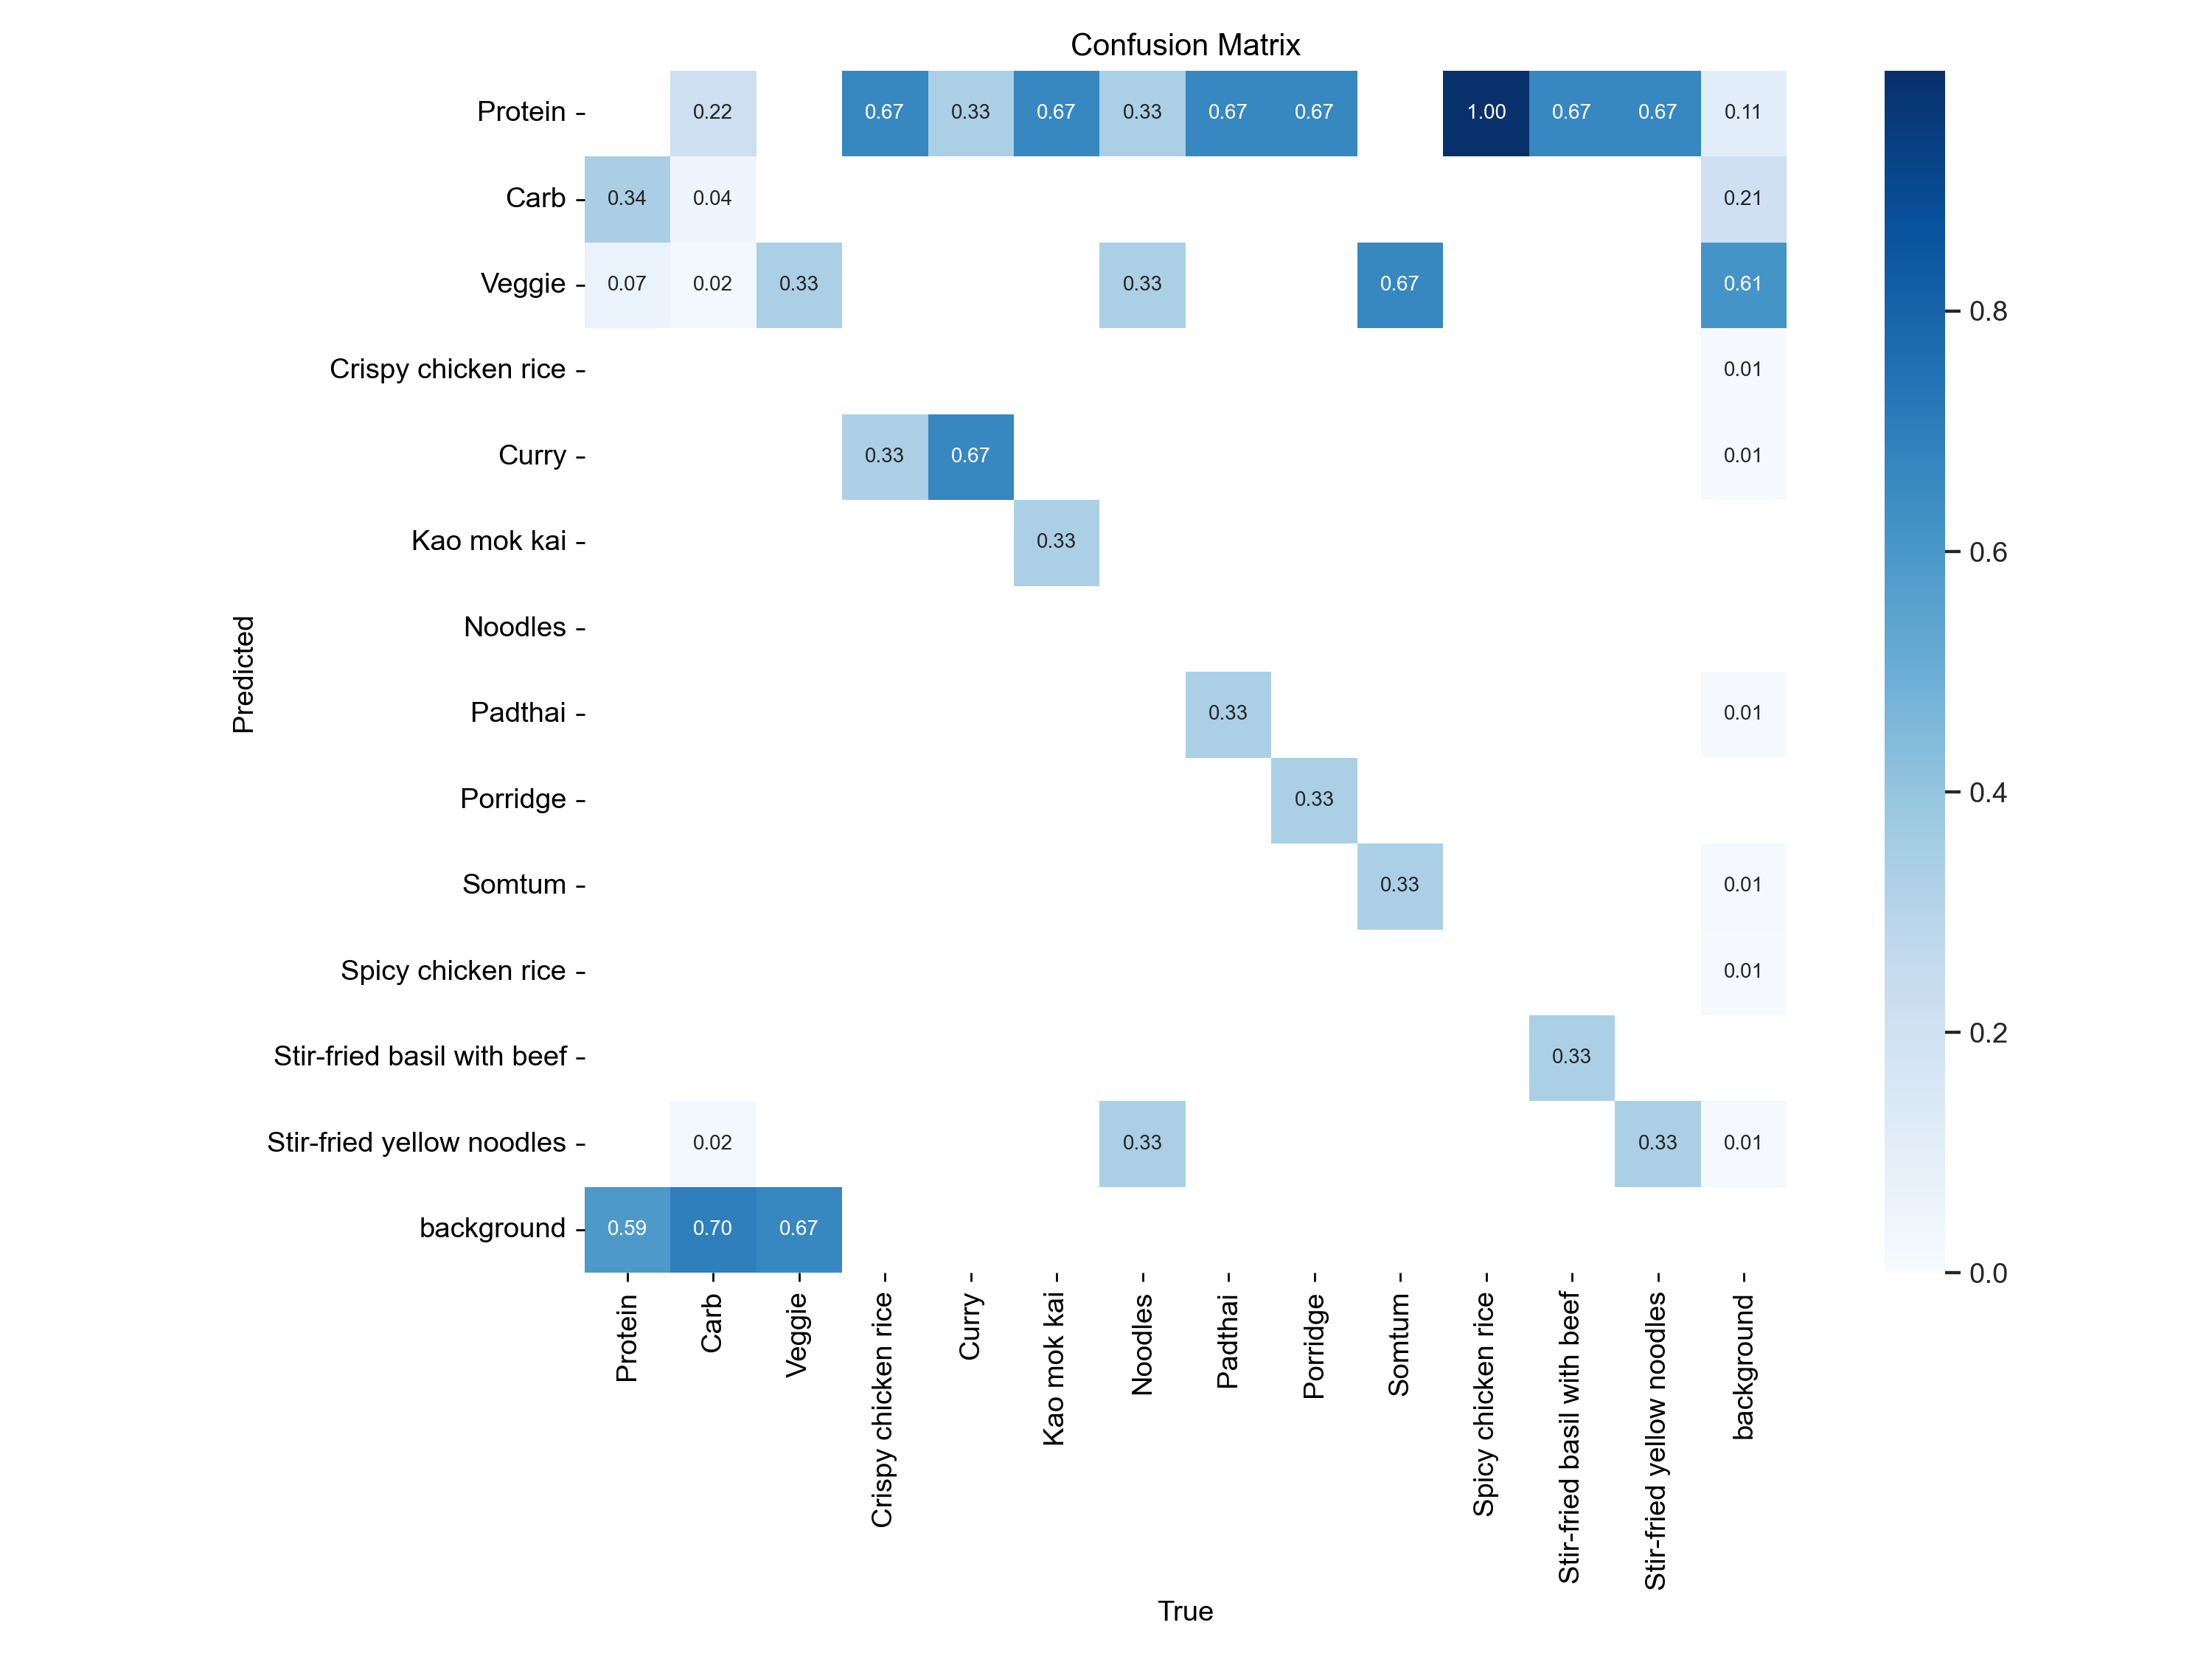 Confusion Matrix
Protein 0.22 0.67 0.33 0.67 0.33 0.67 0.67 1.00 0.67 0.67 0.11
Carb 0.34 0.04 0.21
Veggie 0.07 0.02 0.33 0.33 0.67 0.61
Crispy chicken rice 0.01
Curry 0.33 0.67 0.01
Kao mok kai 0.33
Noodles
Padthai 0.33 0.01
Porridge 0.33
Somtum 0.33 0.01
Spicy chicken rice 0.01
Stir-fried basil with beef 0.33
Stir-fried yellow noodles 0.02 0.33 0.33 0.01
background 0.59 0.70 0.67
Predicted
Protein
Carb
Veggie
Crispy chicken rice
Curry
Kao mok kai
Noodles
Padthai
Porridge
Somtum
Spicy chicken rice
Stir-fried basil with beef
Stir-fried yellow noodles
background
True
0.8
0.6
0.4
0.2
0.0